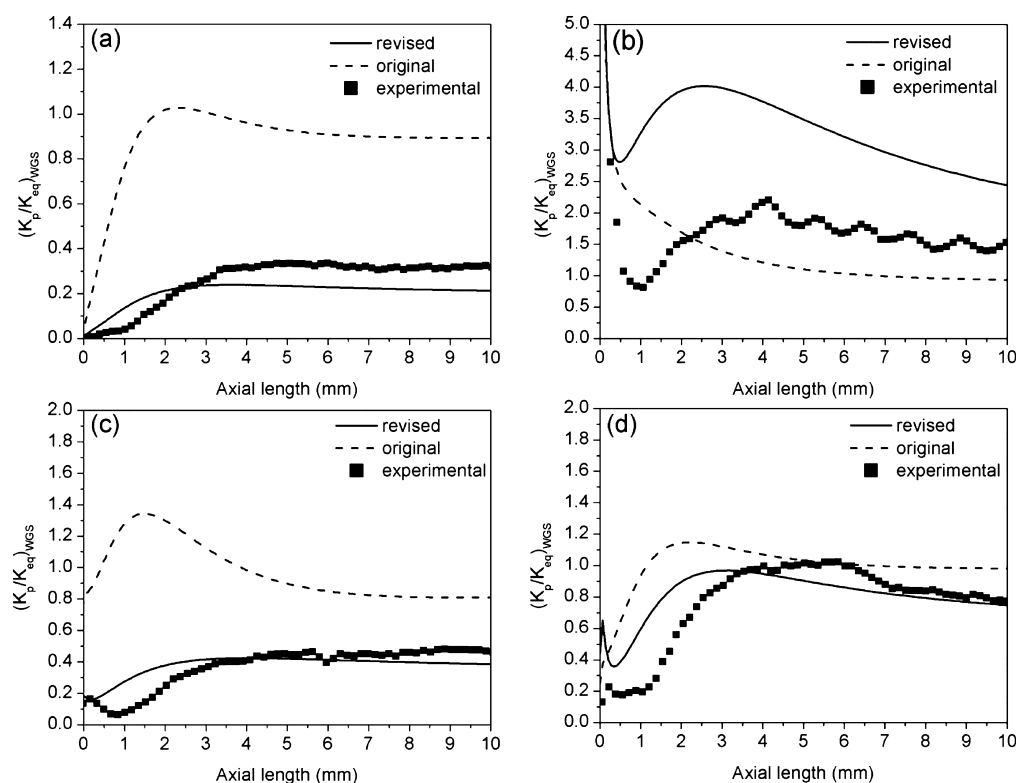 (a)
revised
original
experimental
(Kp/Keq)WGS
1.4
1.2
1.0
0.8
0.6
0.4
0.2
0.0
0 1 2 3 4 5 6 7 8 9 10
Axial length (mm)
(b)
revised
original
experimental
(Kp/Keq)WGS
5.0
4.5
4.0
3.5
3.0
2.5
2.0
1.5
1.0
0.5
0.0
0 1 2 3 4 5 6 7 8 9 10
Axial length (mm)
(c)
revised
original
experimental
(Kp/Keq)WGS
2.0
1.8
1.6
1.4
1.2
1.0
0.8
0.6
0.4
0.2
0.0
0 1 2 3 4 5 6 7 8 9 10
Axial length (mm)
(d)
revised
original
experimental
(Kp/Keq)WGS
2.0
1.8
1.6
1.4
1.2
1.0
0.8
0.6
0.4
0.2
0.0
0 1 2 3 4 5 6 7 8 9 10
Axial length (mm)